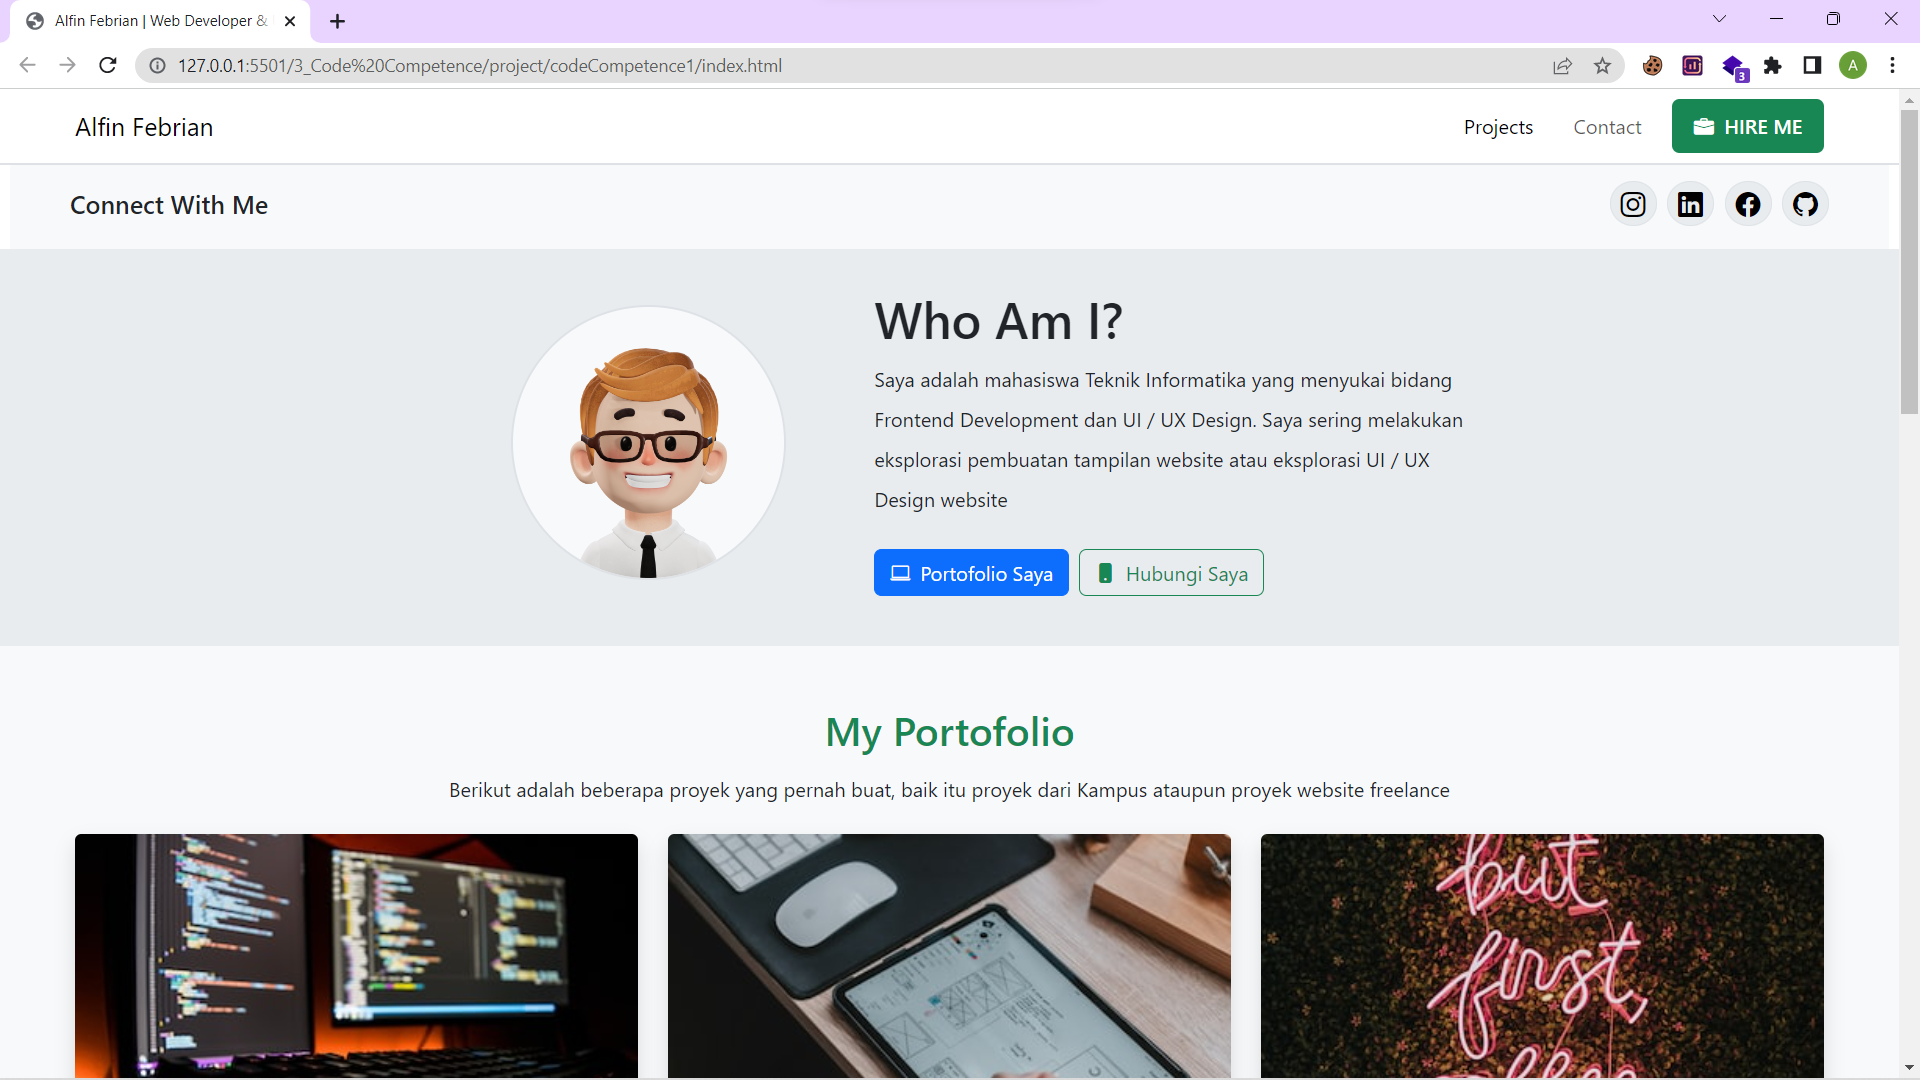 Alfin Febrian | Web Developer &
127.0.0.1:5501/3_Code%20Competence/project/codeCompetence1/index.html
3
A
Alfin Febrian
Projects
Contact
HIRE ME
Connect With Me
Who Am I?
Saya adalah mahasiswa Teknik Informatika yang menyukai bidang
Frontend Development dan UI / UX Design. Saya sering melakukan
eksplorasi pembuatan tampilan website atau eksplorasi UI / UX
Design website
Portofolio Saya
Hubungi Saya
My Portofolio
Berikut adalah beberapa proyek yang pernah buat, baik itu proyek dari Kampus ataupun proyek website freelance
but
first,